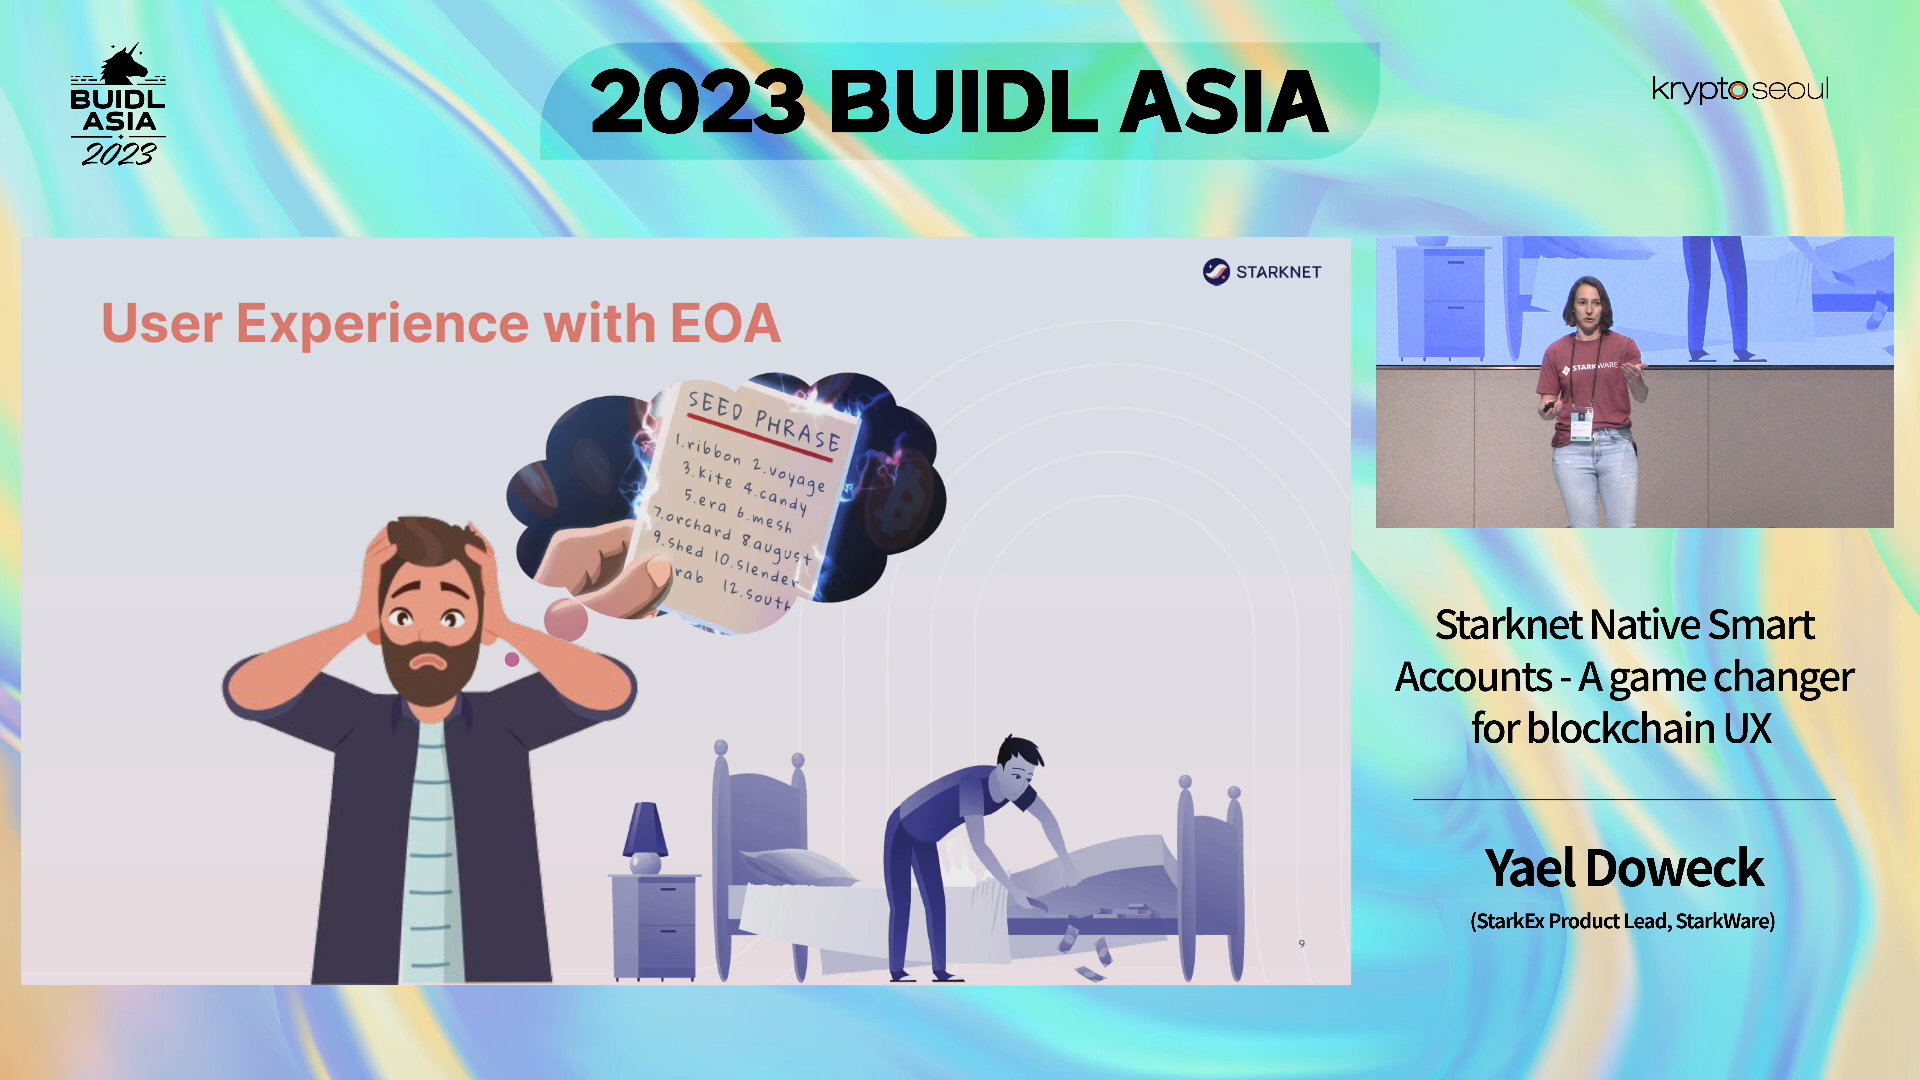 BUIDL
ASIA
2023
2023 BUIDL ASIA
kryptoseoul
STARKNET
User Experience with EOA
SEED PHRASE
1.ribbon 2.voyage
3.kite 4.candy
5.era 6.mesh
7.orchard 8.august
9.shed 10.slender
rab 12.south
9
STARKWARE
Starknet Native Smart
Accounts - A game changer
for blockchain UX
Yael Doweck
(StarkEx Product Lead, StarkWare)